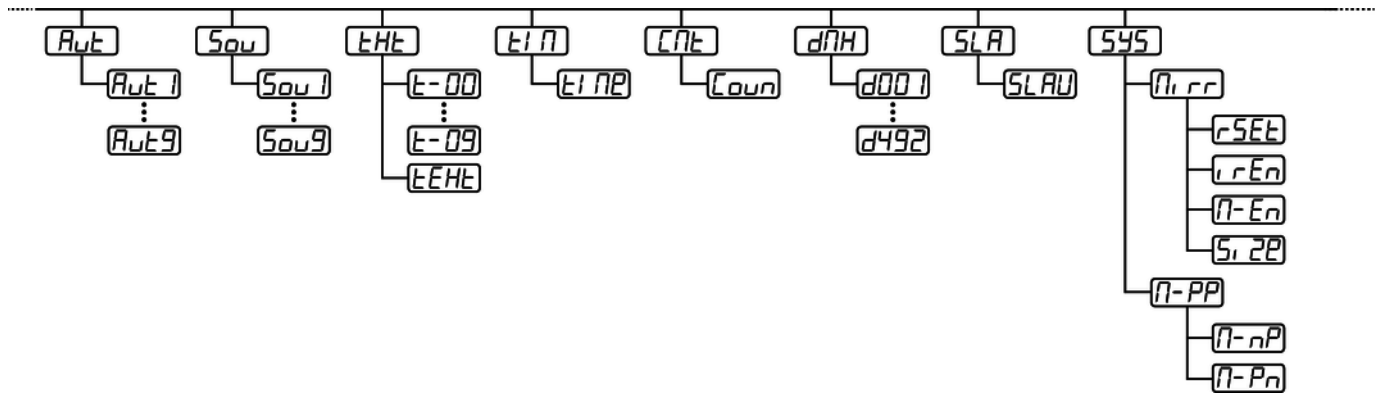 Aut Sou tHt tIM CMt dMH SLA SYS
Aut1 Sou1 t-00 tIMe Coun d001 SLAU Mirr
Aut9 Sou9 t-09 d492 rSEt
tEHt irEn
M-En
Size
M-PP
M-nP
M-Pn